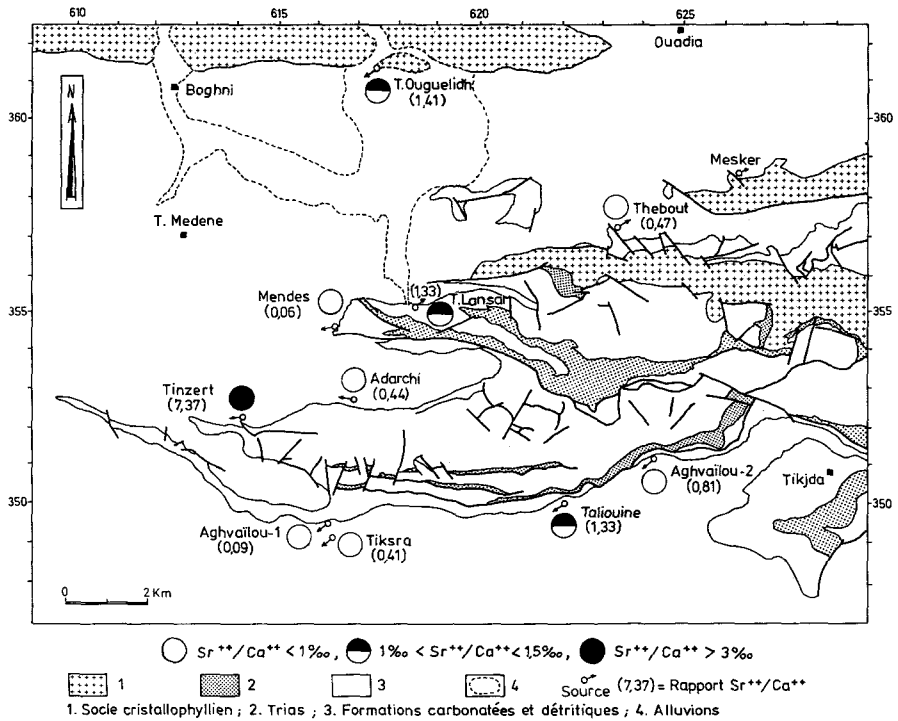 610 615 620 625
Ouadia
T. Ouguelidh
(1,41)
N
Boghni
360 360
Mesker
Thebout
(0,47)
T. Medene
Mendes
(0,06)
(1,33)
T. Lansar
355 355
Adarchi
(0,44)
Tinzert
(7,37)
Aghvaïlou-2
(0,81)
Tikjda
350 350
Taliouine
(1,33)
Aghvaïlou-1
(0,09)
Tiksra
(0,41)
0 2 Km
Sr++/Ca++ < 1‰, 1‰ < Sr++/Ca++ < 1,5‰, Sr++/Ca++ > 3‰
1 2 3 4 Source (7,37) = Rapport Sr++/Ca++
1. Socle cristallophyllien ; 2. Trias ; 3. Formations carbonatées et détritiques ; 4. Alluvions